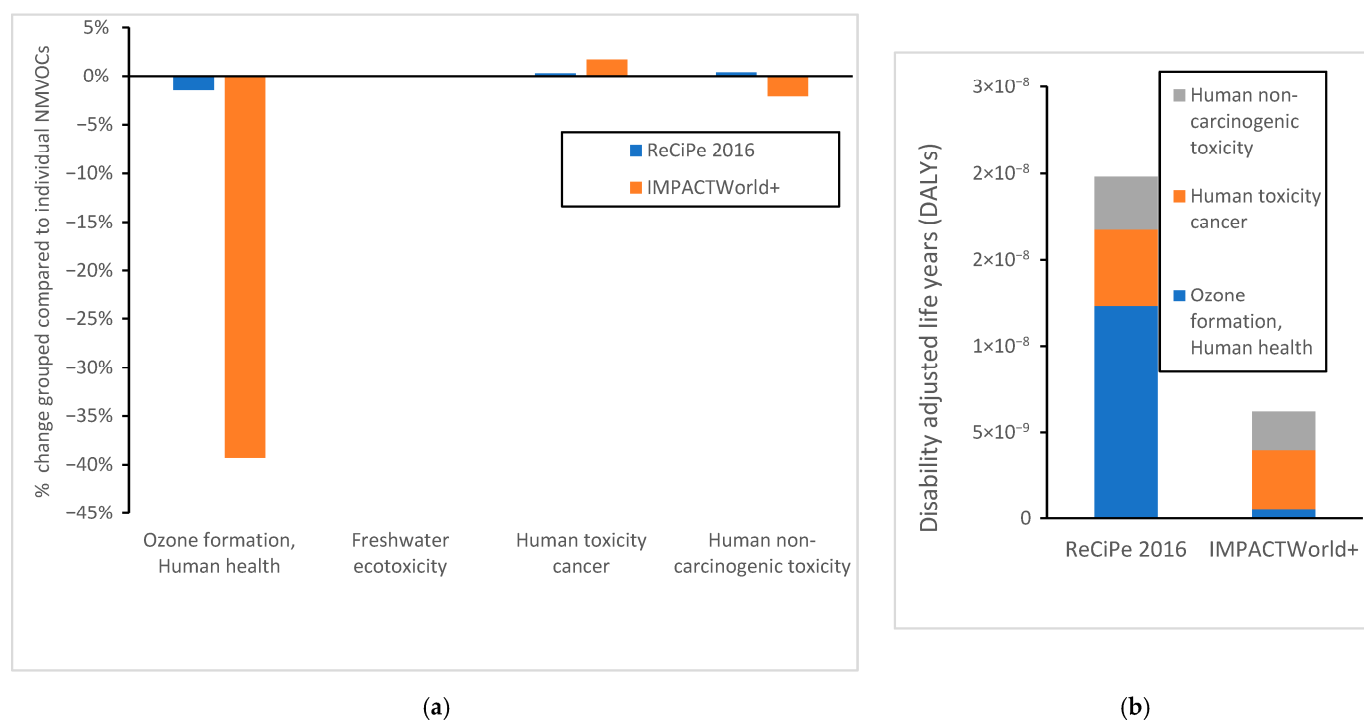 % change grouped compared to individual NMVOCs
5%
0%
−5%
−10%
−15%
−20%
−25%
−30%
−35%
−40%
−45%
ReCiPe 2016
IMPACTWorld+
Ozone formation,
Human health
Freshwater
ecotoxicity
Human toxicity
cancer
Human non-
carcinogenic toxicity
(a)
Disability adjusted life years (DALYs)
3×10⁻⁸
2×10⁻⁸
2×10⁻⁸
1×10⁻⁸
5×10⁻⁹
0
Human non-
carcinogenic
toxicity
Human toxicity
cancer
Ozone
formation,
Human health
ReCiPe 2016
IMPACTWorld+
(b)